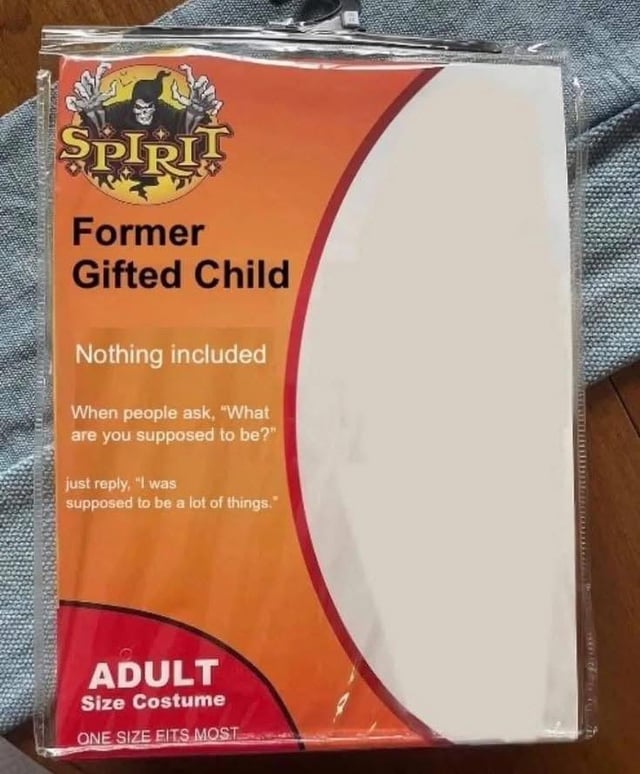 SPIRIT
Former
Gifted Child
Nothing included
When people ask, "What
are you supposed to be?"
just reply, "I was
supposed to be a lot of things."
ADULT
Size Costume
ONE SIZE FITS MOST